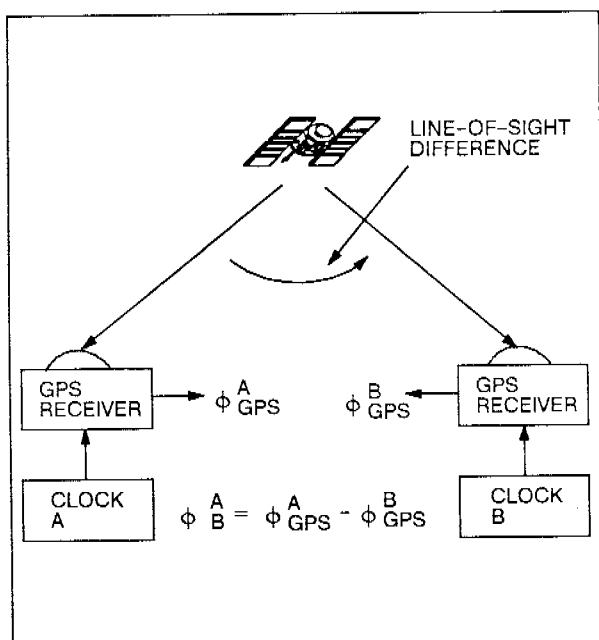 LINE-OF-SIGHT
DIFFERENCE
GPS
RECEIVER
ϕ A GPS
ϕ B GPS
GPS
RECEIVER
CLOCK
A
ϕ A B = ϕ A GPS - ϕ B GPS
CLOCK
B